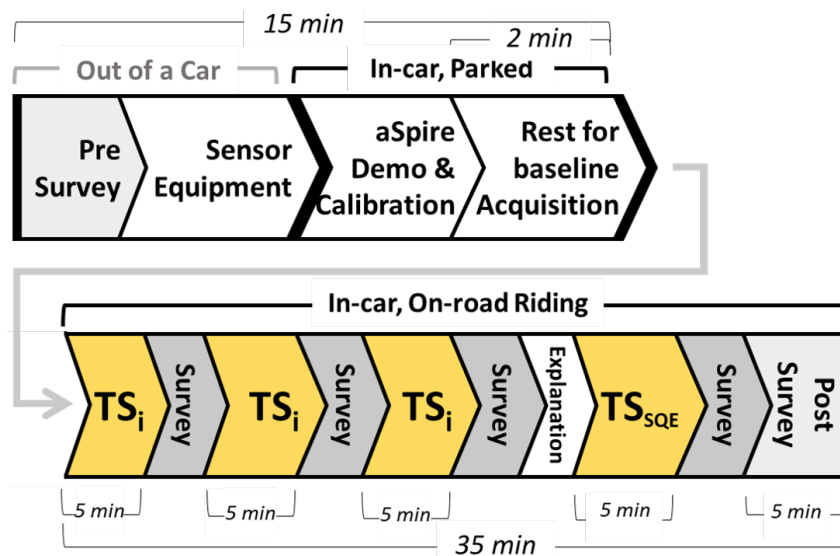 15 min
2 min
Out of a Car
In-car, Parked
Pre
Survey
Sensor
Equipment
aSpire
Demo &
Calibration
Rest for
baseline
Acquisition
In-car, On-road Riding
TSi
Survey
TSi
Survey
TSi
Survey
Explanation
TSSQE
Survey
Post
Survey
5 min
5 min
5 min
5 min
5 min
35 min